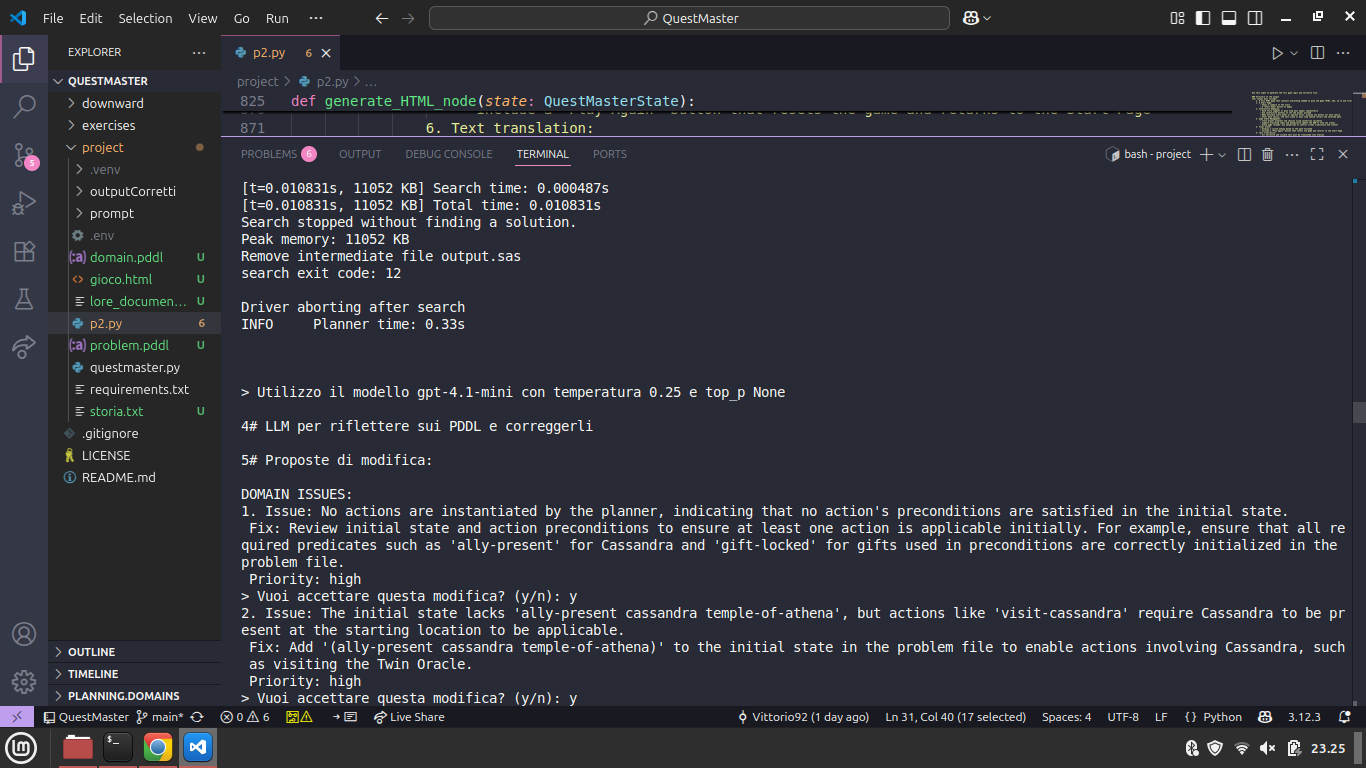 File Edit Selection View Go Run ··· QuestMaster
EXPLORER ···
QUESTMASTER
downward
exercises
project
.venv
outputCorretti
prompt
.env
domain.pddl U
gioco.html U
lore_documen... U
p2.py 6
problem.pddl U
questmaster.py
requirements.txt
storia.txt U
.gitignore
LICENSE
README.md
OUTLINE
TIMELINE
PLANNING.DOMAINS
5
p2.py 6
project > p2.py > ...
825 def generate_HTML_node(state: QuestMasterState):
871 6. Text translation:
PROBLEMS 6 OUTPUT DEBUG CONSOLE TERMINAL PORTS bash - project
[t=0.010831s, 11052 KB] Search time: 0.000487s
[t=0.010831s, 11052 KB] Total time: 0.010831s
Search stopped without finding a solution.
Peak memory: 11052 KB
Remove intermediate file output.sas
search exit code: 12
Driver aborting after search
INFO Planner time: 0.33s
> Utilizzo il modello gpt-4.1-mini con temperatura 0.25 e top_p None
4# LLM per riflettere sui PDDL e correggerli
5# Proposte di modifica:
DOMAIN ISSUES:
1. Issue: No actions are instantiated by the planner, indicating that no action's preconditions are satisfied in the initial state.
Fix: Review initial state and action preconditions to ensure at least one action is applicable initially. For example, ensure that all re
quired predicates such as 'ally-present' for Cassandra and 'gift-locked' for gifts used in preconditions are correctly initialized in the
problem file.
Priority: high
> Vuoi accettare questa modifica? (y/n): y
2. Issue: The initial state lacks 'ally-present cassandra temple-of-athena', but actions like 'visit-cassandra' require Cassandra to be pr
esent at the starting location to be applicable.
Fix: Add '(ally-present cassandra temple-of-athena)' to the initial state in the problem file to enable actions involving Cassandra, such
as visiting the Twin Oracle.
Priority: high
> Vuoi accettare questa modifica? (y/n): y
QuestMaster main* 0 6 Live Share Vittorio92 (1 day ago) Ln 31, Col 40 (17 selected) Spaces: 4 UTF-8 LF {} Python 3.12.3
23.25